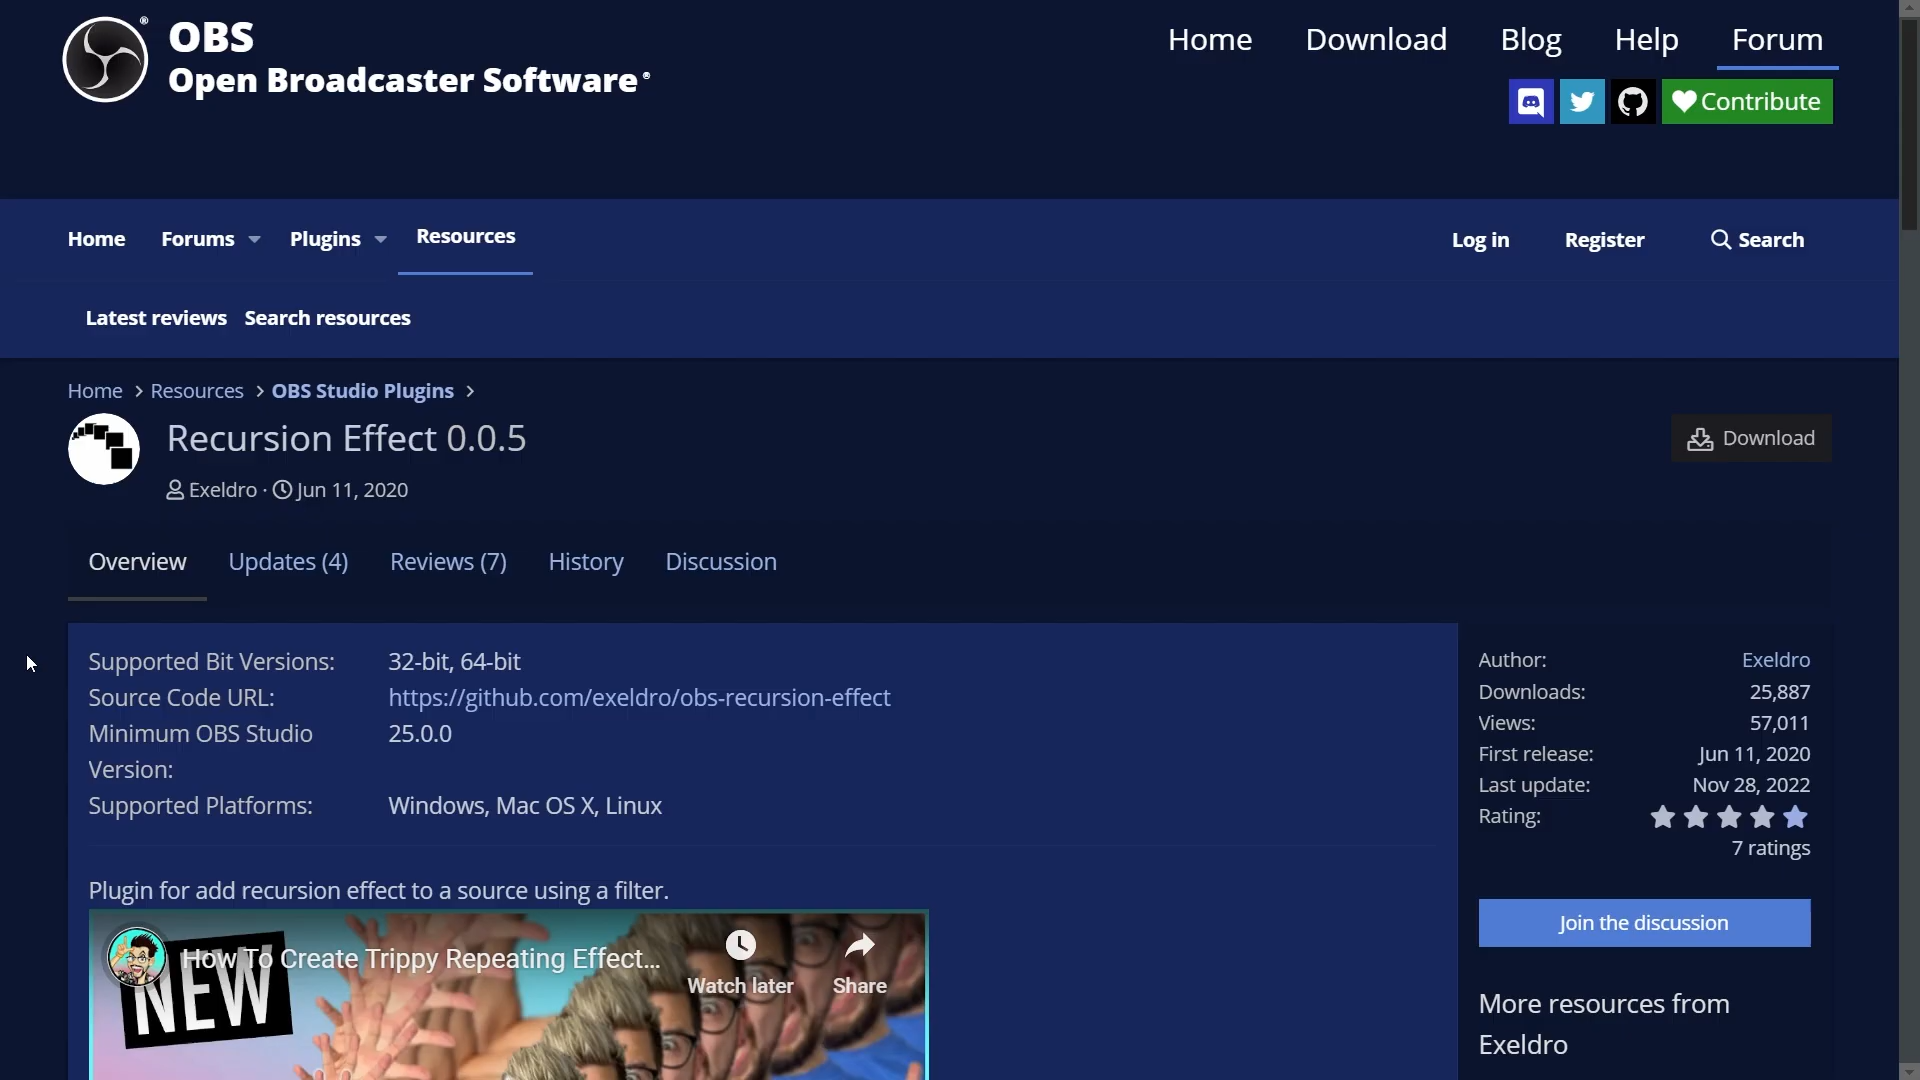 OBS
Open Broadcaster Software®
Home Download Blog Help Forum
Contribute
Home Forums Plugins Resources Log in Register Search
Latest reviews Search resources
Home > Resources > OBS Studio Plugins >
Recursion Effect 0.0.5
Download
Exeldro · Jun 11, 2020
Overview Updates (4) Reviews (7) History Discussion
Supported Bit Versions: 32-bit, 64-bit
Source Code URL: https://github.com/exeldro/obs-recursion-effect
Minimum OBS Studio 25.0.0
Version:
Supported Platforms: Windows, Mac OS X, Linux
Plugin for add recursion effect to a source using a filter.
How To Create Trippy Repeating Effect...
Watch later Share
NEW
Author: Exeldro
Downloads: 25,887
Views: 57,011
First release: Jun 11, 2020
Last update: Nov 28, 2022
Rating:
7 ratings
Join the discussion
More resources from
Exeldro